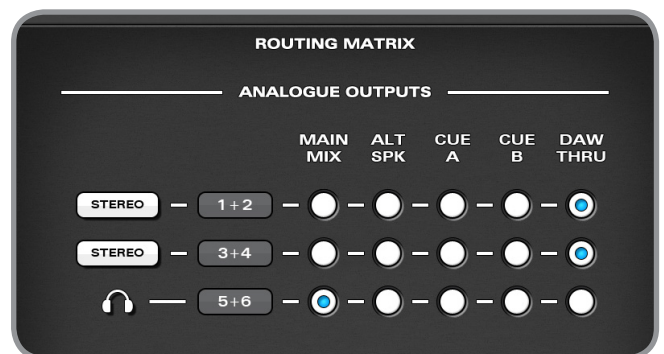 ROUTING MATRIX
ANALOGUE OUTPUTS
MAIN MIX ALT SPK CUE A CUE B DAW THRU
STEREO 1+2
STEREO 3+4
5+6